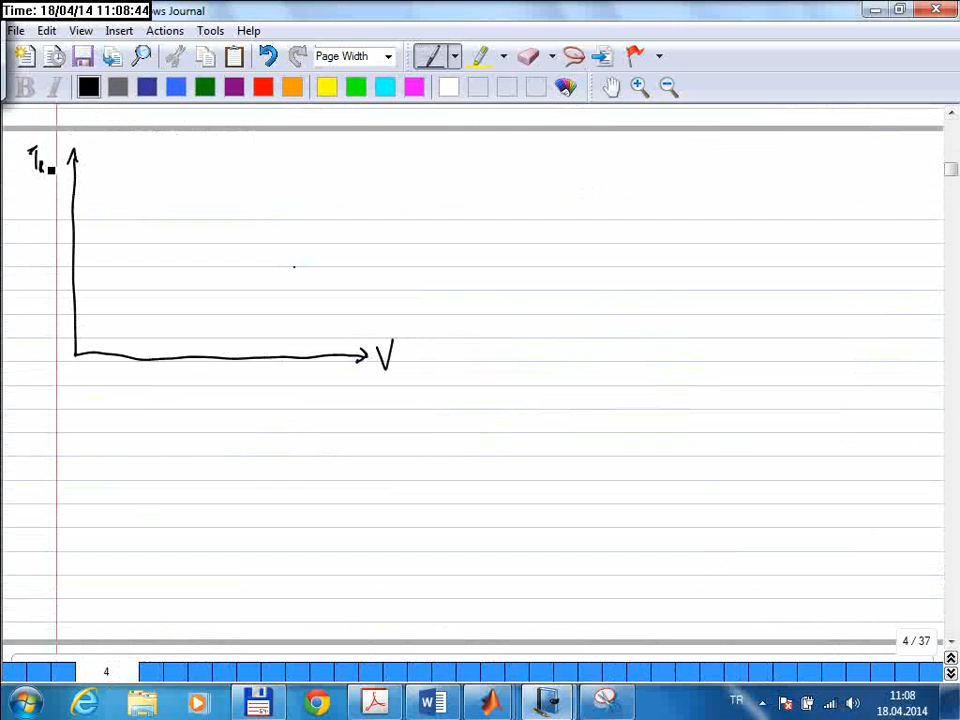 Time: 18/04/14 11:08:44
ows Journal
File Edit View Insert Actions Tools Help
Page Width
B I
V
4 / 37
4
TR
11:08
18.04.2014